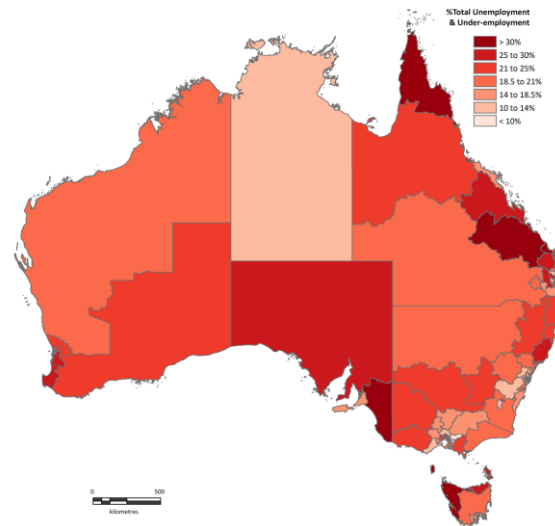 %Total Unemployment
& Under-employment
> 30%
25 to 30%
21 to 25%
18.5 to 21%
14 to 18.5%
10 to 14%
< 10%
0 500
kilometres